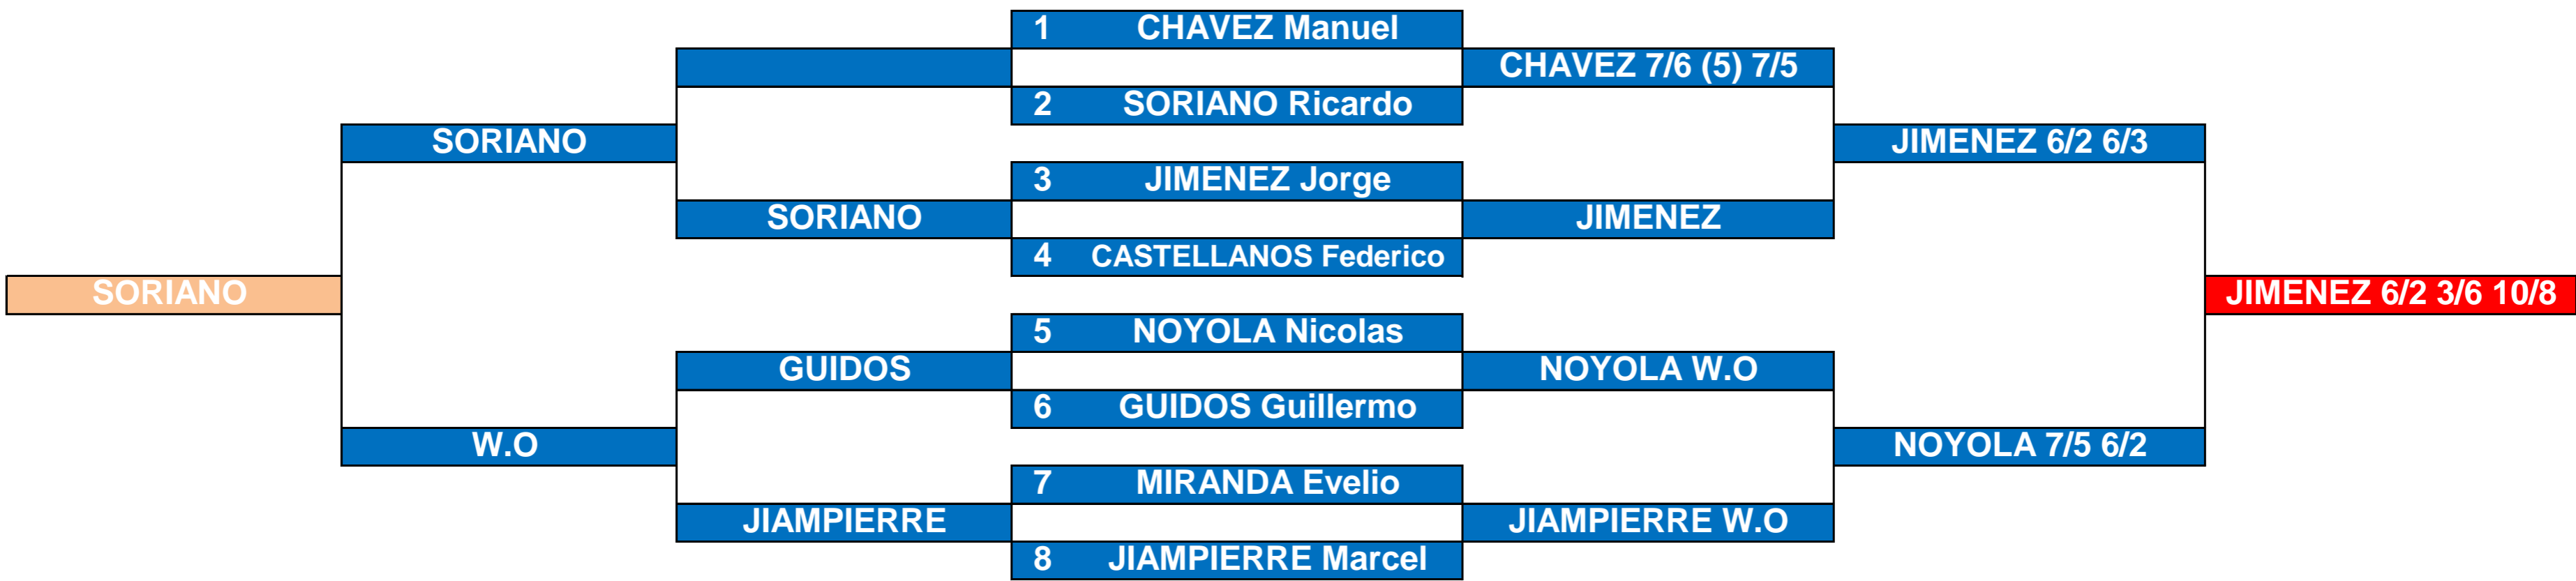 1 CHAVEZ Manuel
CHAVEZ 7/6 (5) 7/5
2 SORIANO Ricardo
SORIANO
JIMENEZ 6/2 6/3
3 JIMENEZ Jorge
SORIANO
JIMENEZ
4 CASTELLANOS Federico
SORIANO
JIMENEZ 6/2 3/6 10/8
5 NOYOLA Nicolas
GUIDOS
NOYOLA W.O
6 GUIDOS Guillermo
W.O
NOYOLA 7/5 6/2
7 MIRANDA Evelio
JIAMPIERRE
JIAMPIERRE W.O
8 JIAMPIERRE Marcel